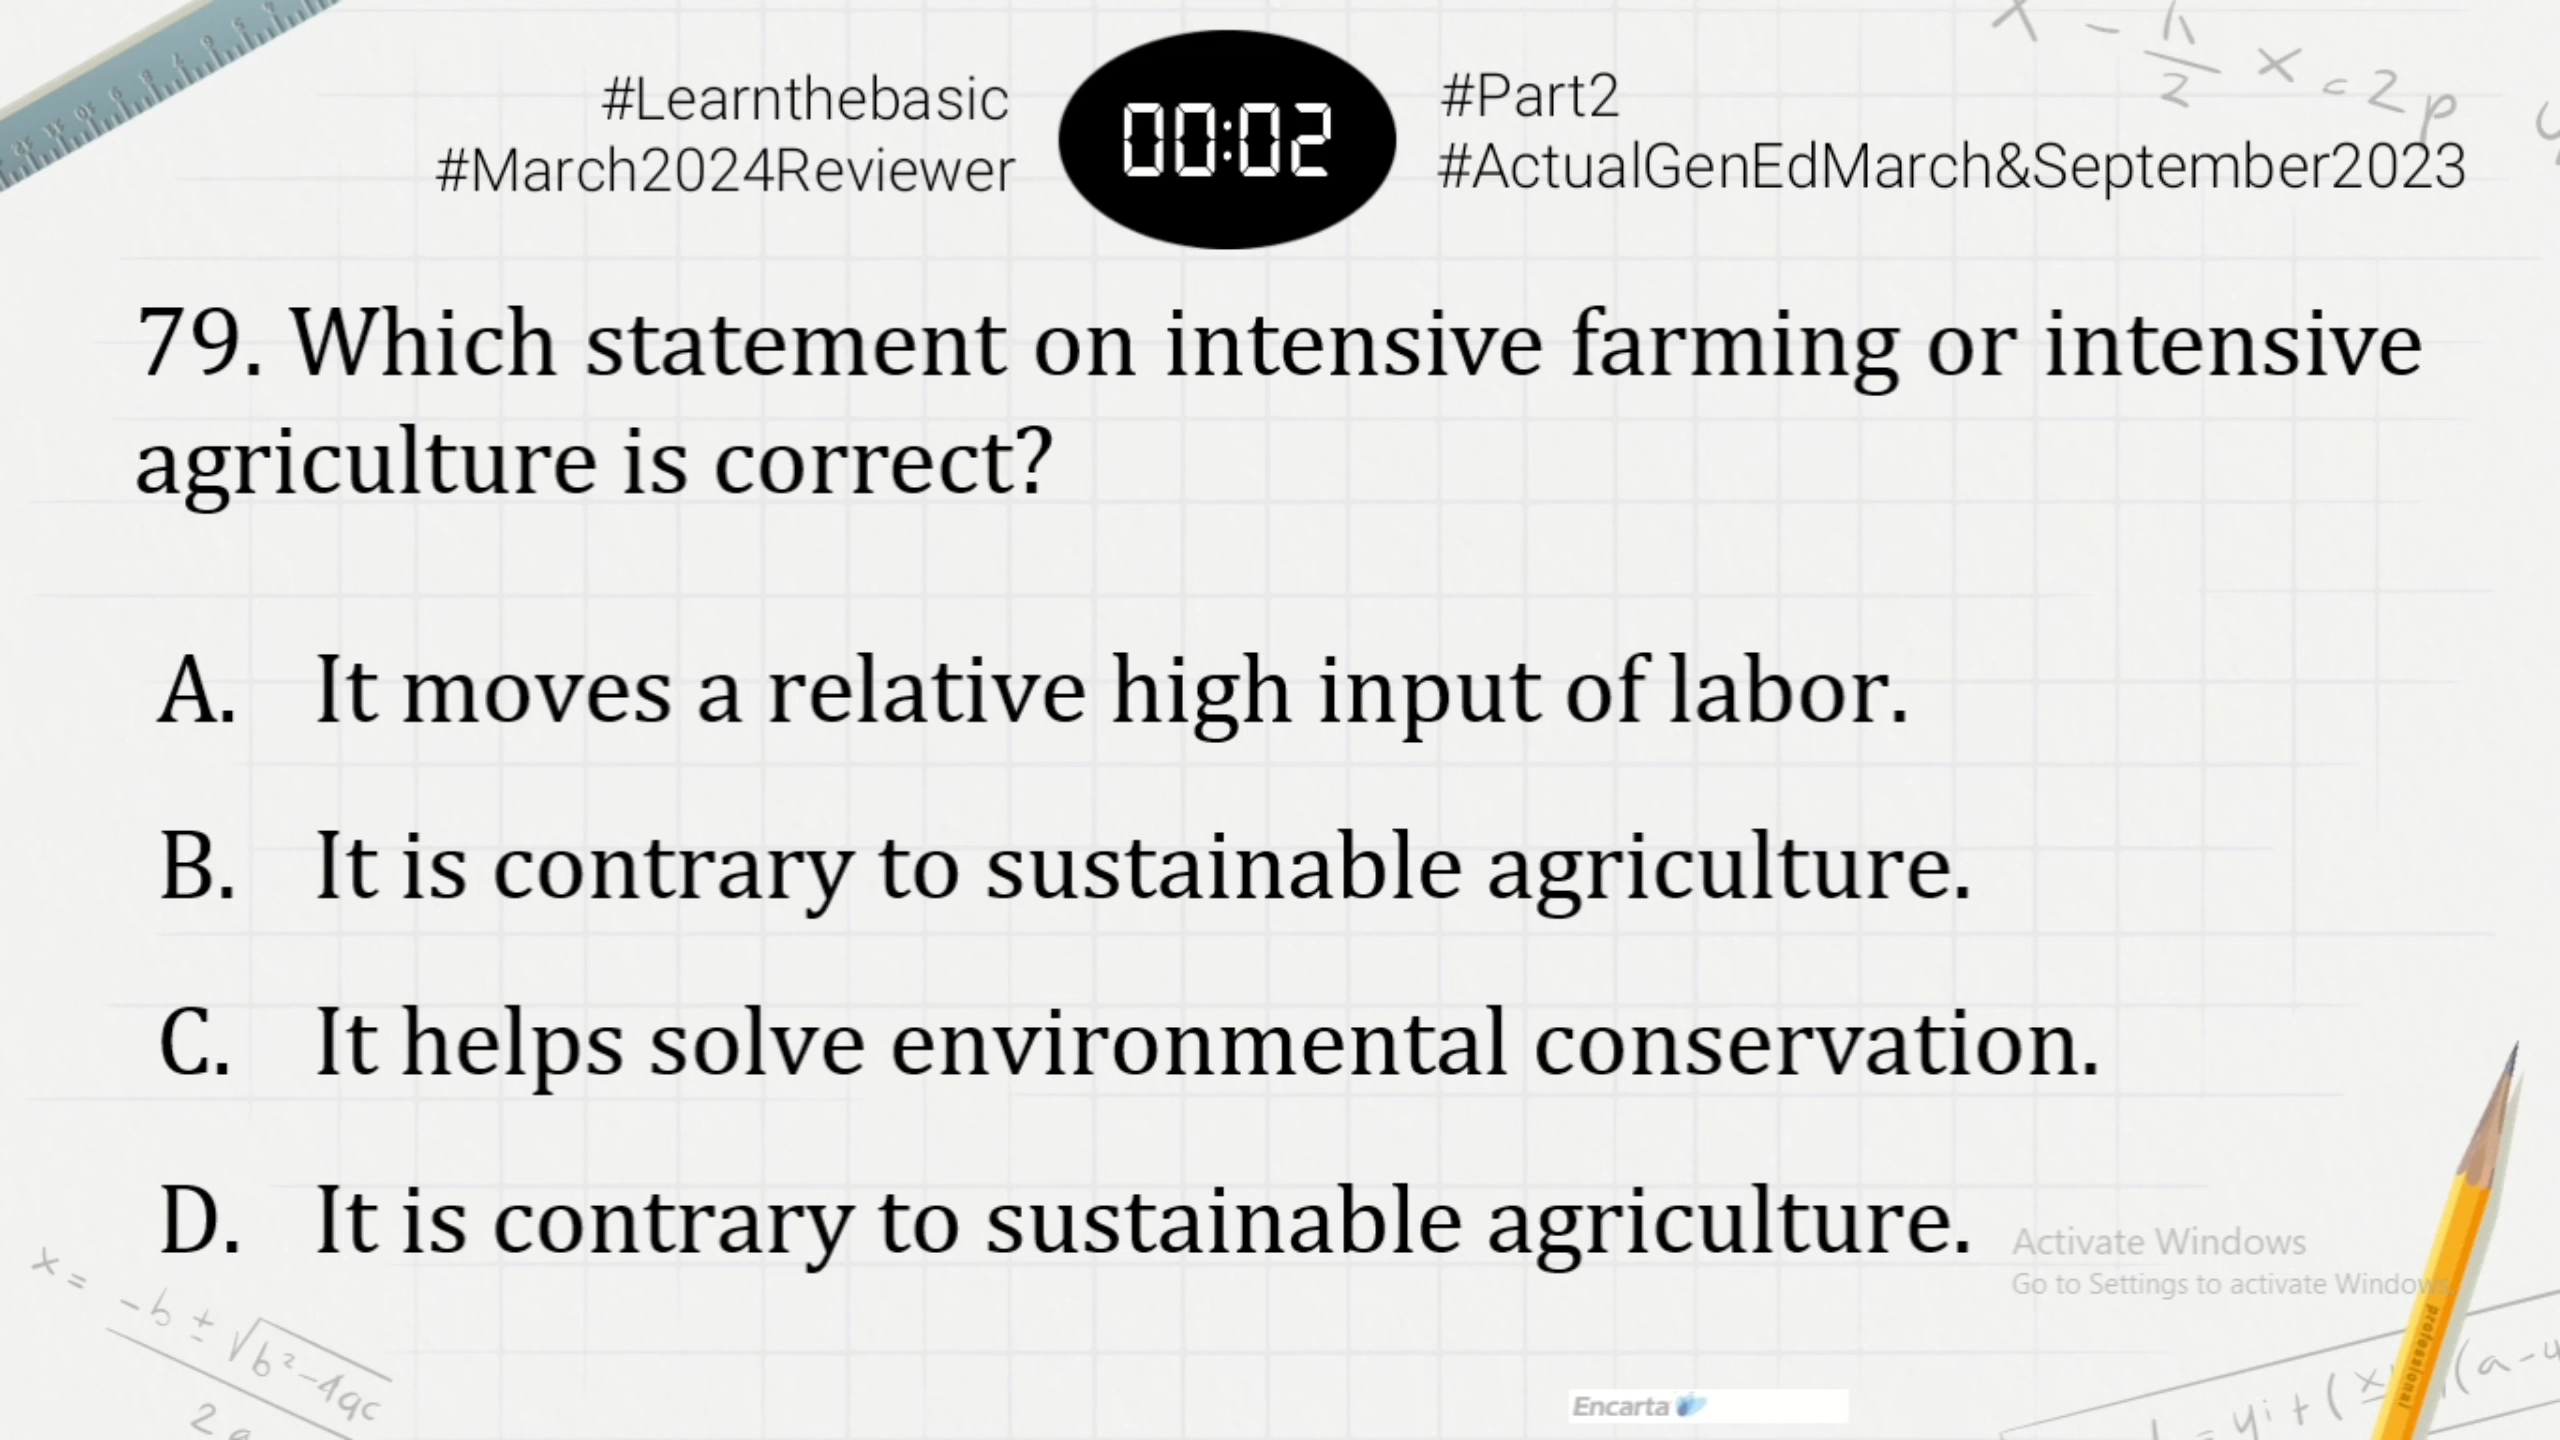 #Learnthebasic
#March2024Reviewer
00:02
#Part2
#ActualGenEdMarch&September2023
79. Which statement on intensive farming or intensive
agriculture is correct?
A. It moves a relative high input of labor.
B. It is contrary to sustainable agriculture.
C. It helps solve environmental conservation.
D. It is contrary to sustainable agriculture.
Activate Windows
Go to Settings to activate Windows.
Encarta
professional